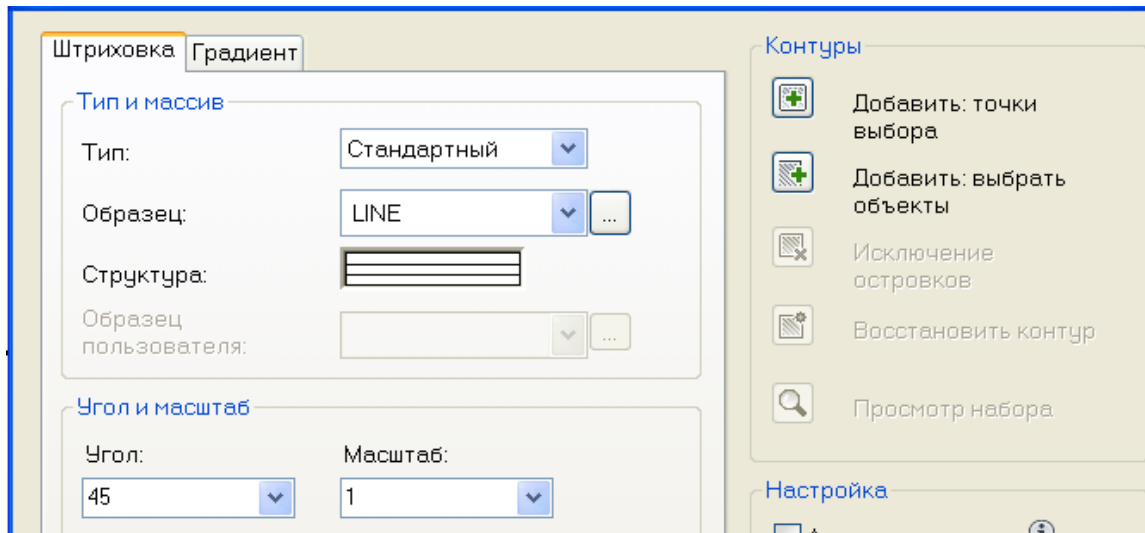 Штриховка Градиент
Тип и массив
Тип: Стандартный
Образец: LINE ...
Структура:
Образец
пользователя: ...
Угол и масштаб
Угол: Масштаб:
45 1
Контуры
Добавить: точки
выбора
Добавить: выбрать
объекты
Исключение
островков
Восстановить контур
Просмотр набора
Настройка